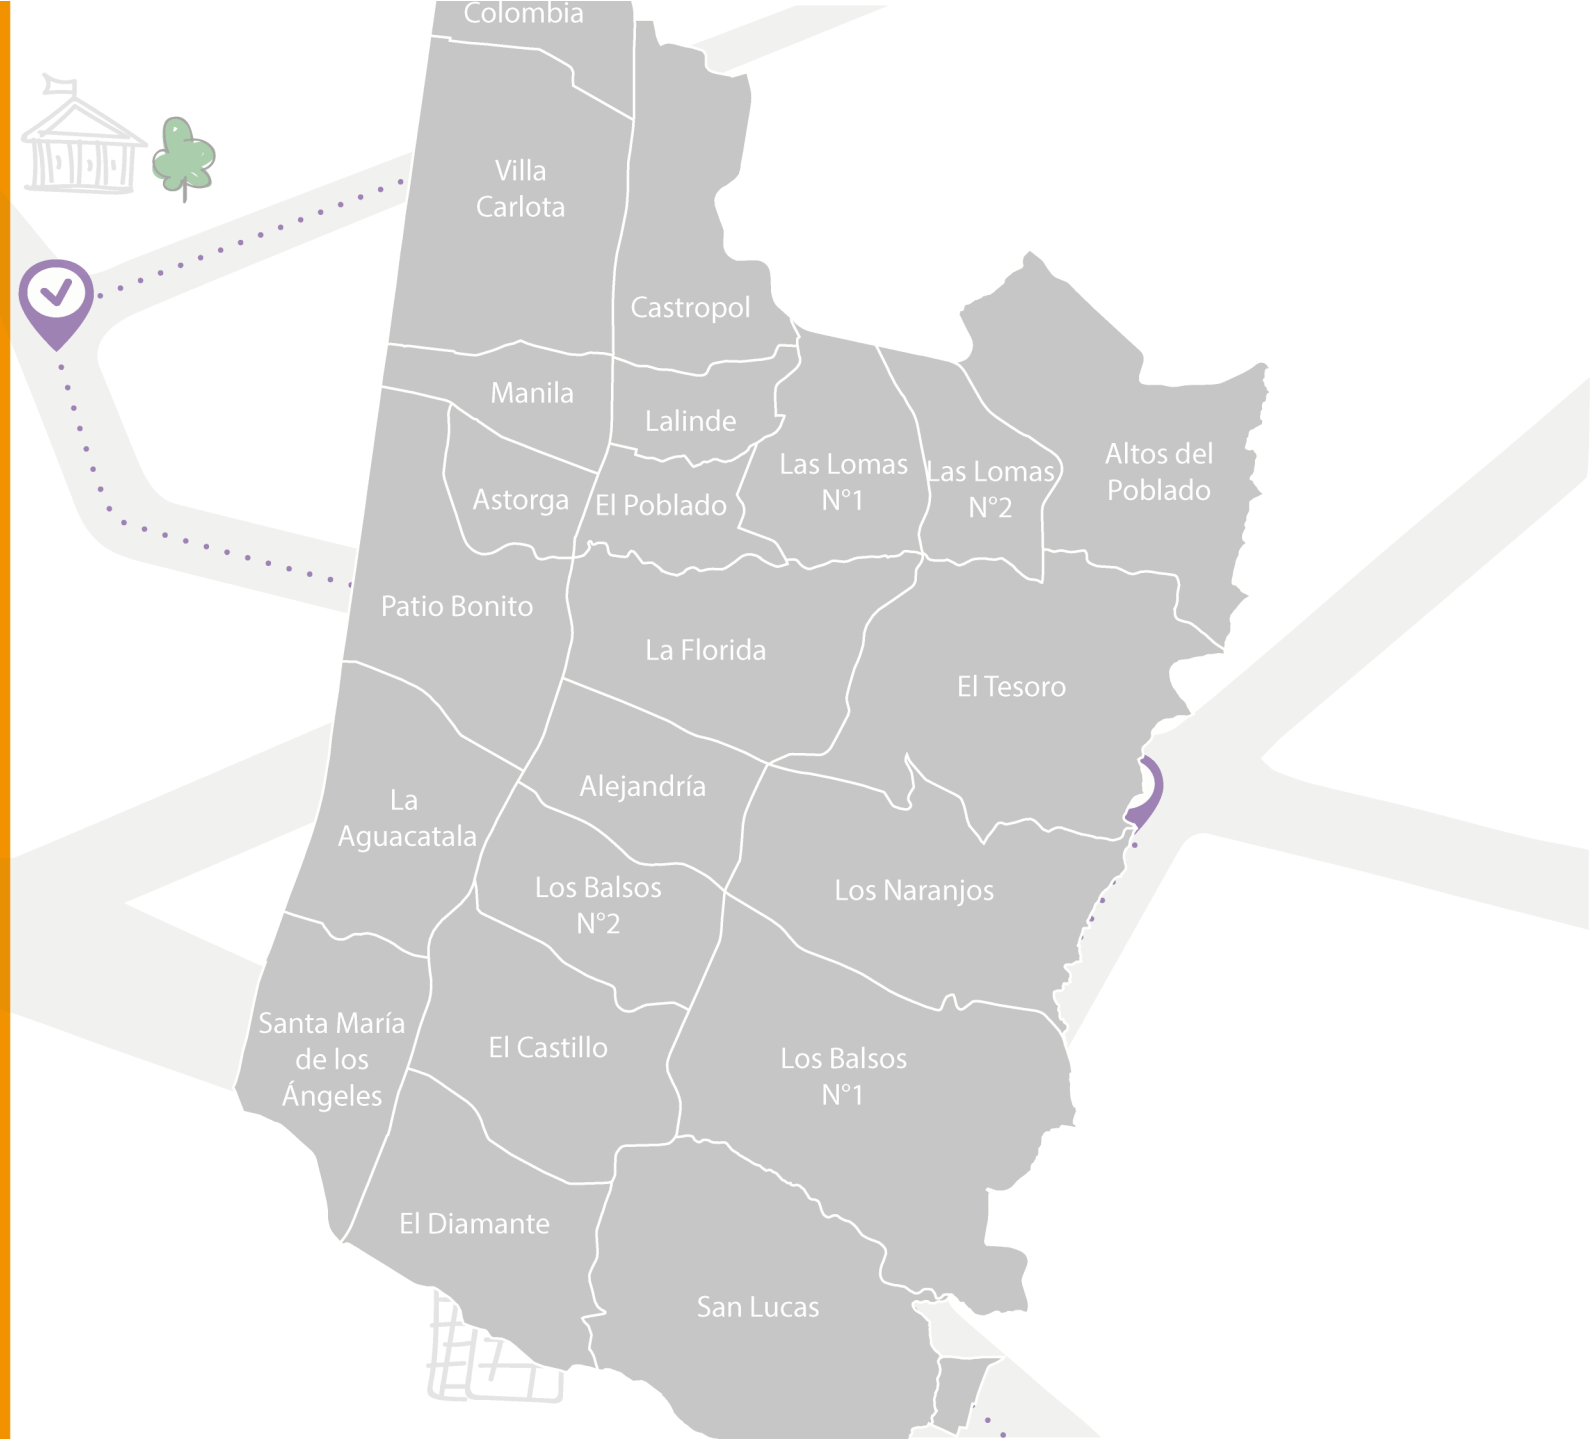 Colombia
Villa
Carlota
Castropol
Manila
Lalinde
Altos del
Poblado
Las Lomas
N°1
Las Lomas
N°2
Astorga
El Poblado
Patio Bonito
La Florida
El Tesoro
Alejandría
La
Aguacatala
Los Balsos
N°2
Los Naranjos
Santa María
de los
Ángeles
El Castillo
Los Balsos
N°1
El Diamante
San Lucas